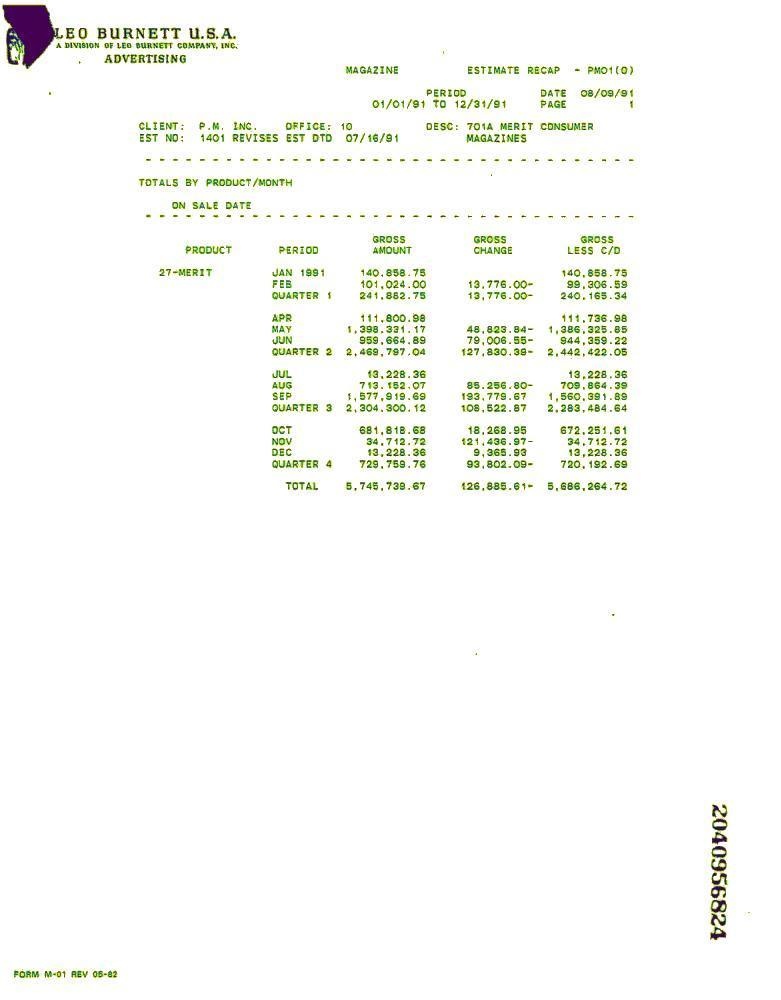 LEO BURNETT U.S.A.
A DIVISION OF LEO BURNETT COMPANY, INC.
ADVERTISING
MAGAZINE ESTIMATE RECAP - PMO1(O)
PERIOD DATE 08/09/91
01/01/91 TO 12/31/91 PAGE 1
CLIENT: P.M. INC. OFFICE: 10 DESC: 701A MERIT CONSUMER
EST NO: 1401 REVISES EST DTD 07/16/91 MAGAZINES
TOTALS BY PRODUCT/MONTH
ON SALE DATE
GROSS GROSS GROSS
PRODUCT PERIOD AMOUNT CHANGE LESS C/D
27-MERIT JAN 1991 140,858.75 140,858.75
FEB 101,024.00 13,776.00- 99,306.59
QUARTER 1 241,882.75 13,776.00- 240,165.34
APR 111,800.98 111,736.98
MAY 1,398,331.17 48,823.84- 1,386,325.85
JUN 959,664.89 79,006.55- 944,359.22
QUARTER 2 2,469,797.04 127,830.39- 2,442,422.05
JUL 13,228.36 13,228.36
AUG 713,152.07 85,256.80- 709,864.39
SEP 1,577,919.69 193,779.67 1,560,391.89
QUARTER 3 2,304,300.12 108,522.87 2,283,484.64
OCT 681,818.68 18,268.95 672,251.61
NOV 34,712.72 121,436.97- 34,712.72
DEC 13,228.36 9,365.93 13,228.36
QUARTER 4 729,759.76 93,802.09- 720,192.69
TOTAL 5,745,739.67 126,885.61- 5,686,264.72
2040956824
FORM M-01 REV 05-82